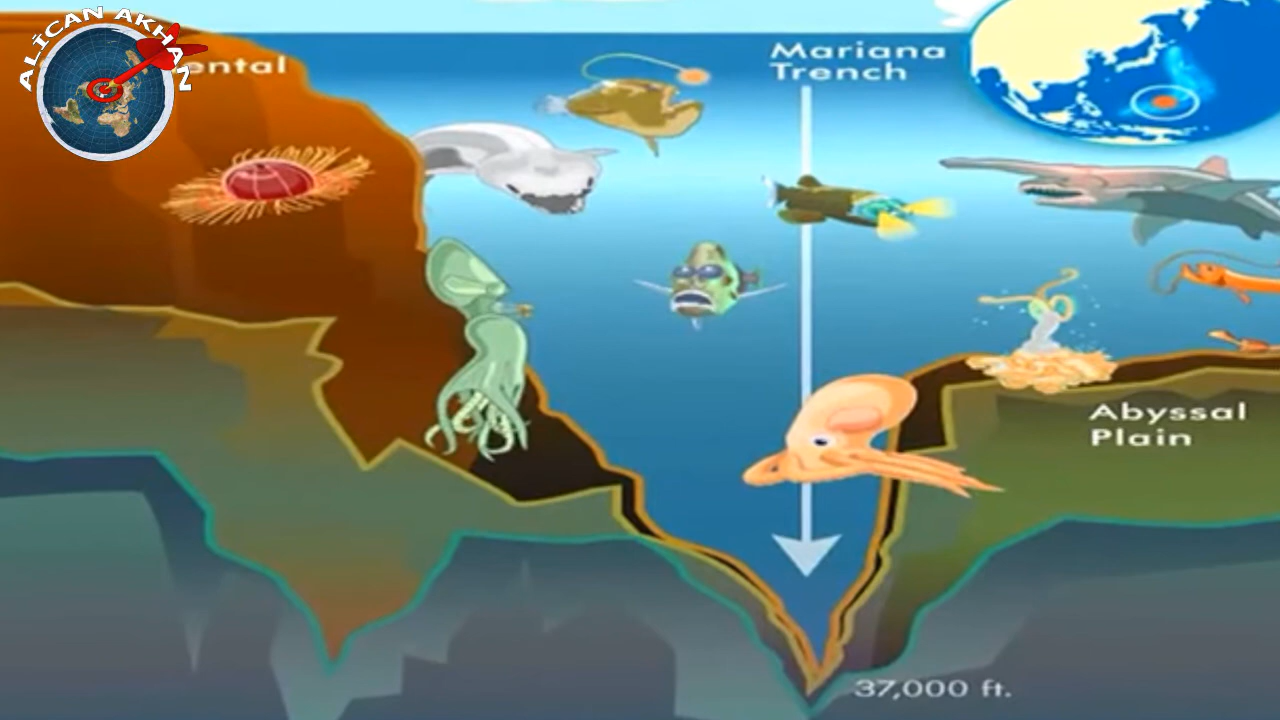 ALİCAN AKHAN
ental
Mariana
Trench
Abyssal
Plain
37,000 ft.